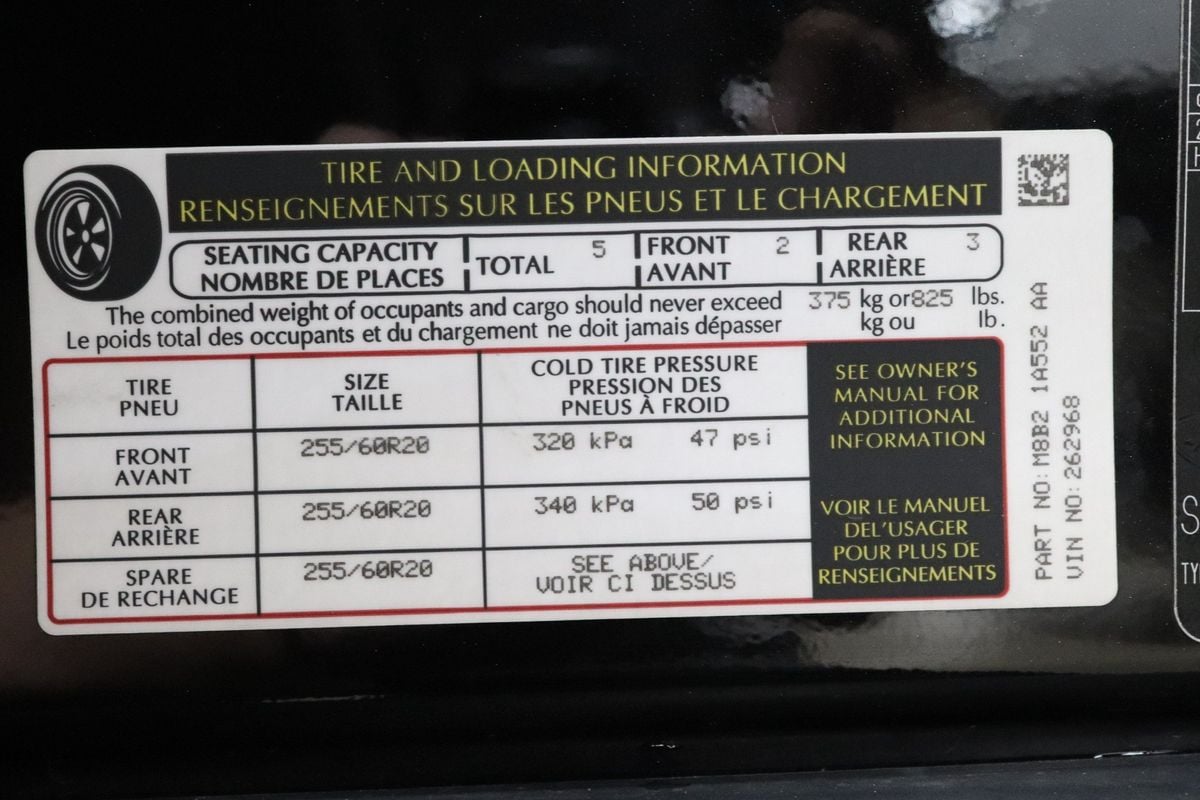 TIRE AND LOADING INFORMATION
RENSEIGNEMENTS SUR LES PNEUS ET LE CHARGEMENT
SEATING CAPACITY
NOMBRE DE PLACES
TOTAL 5
FRONT 2
AVANT
REAR 3
ARRIÈRE
The combined weight of occupants and cargo should never exceed 375 kg or 825 lbs.
Le poids total des occupants et du chargement ne doit jamais dépasser kg ou lb.
TIRE
PNEU
SIZE
TAILLE
COLD TIRE PRESSURE
PRESSION DES
PNEUS À FROID
FRONT
AVANT
255/60R20
320 kPa 47 psi
REAR
ARRIÈRE
255/60R20
340 kPa 50 psi
SPARE
DE RECHANGE
255/60R20
SEE ABOVE/
VOIR CI DESSUS
SEE OWNER'S
MANUAL FOR
ADDITIONAL
INFORMATION
VOIR LE MANUEL
DEL'USAGER
POUR PLUS DE
RENSEIGNEMENTS
PART NO: M8B2 1A552 AA
VIN NO: 262968